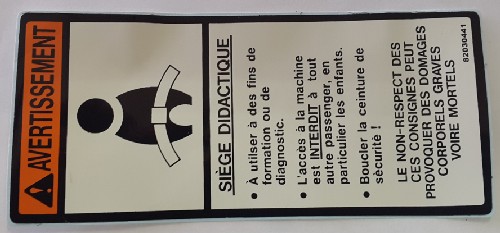 AVERTISSEMENT
SIÈGE DIDACTIQUE
• À utiliser à des fins de
formation ou de
diagnostic.
• L'accès à la machine
est INTERDIT à tout
autre passenger, en
particulier les enfants.
• Boucler la ceinture de
sécurité !
LE NON-RESPECT DES
CES CONSIGNES PEUT
PROVOQUER DES DOMAGES
CORPORELS GRAVES
VOIRE MORTELS
82030441